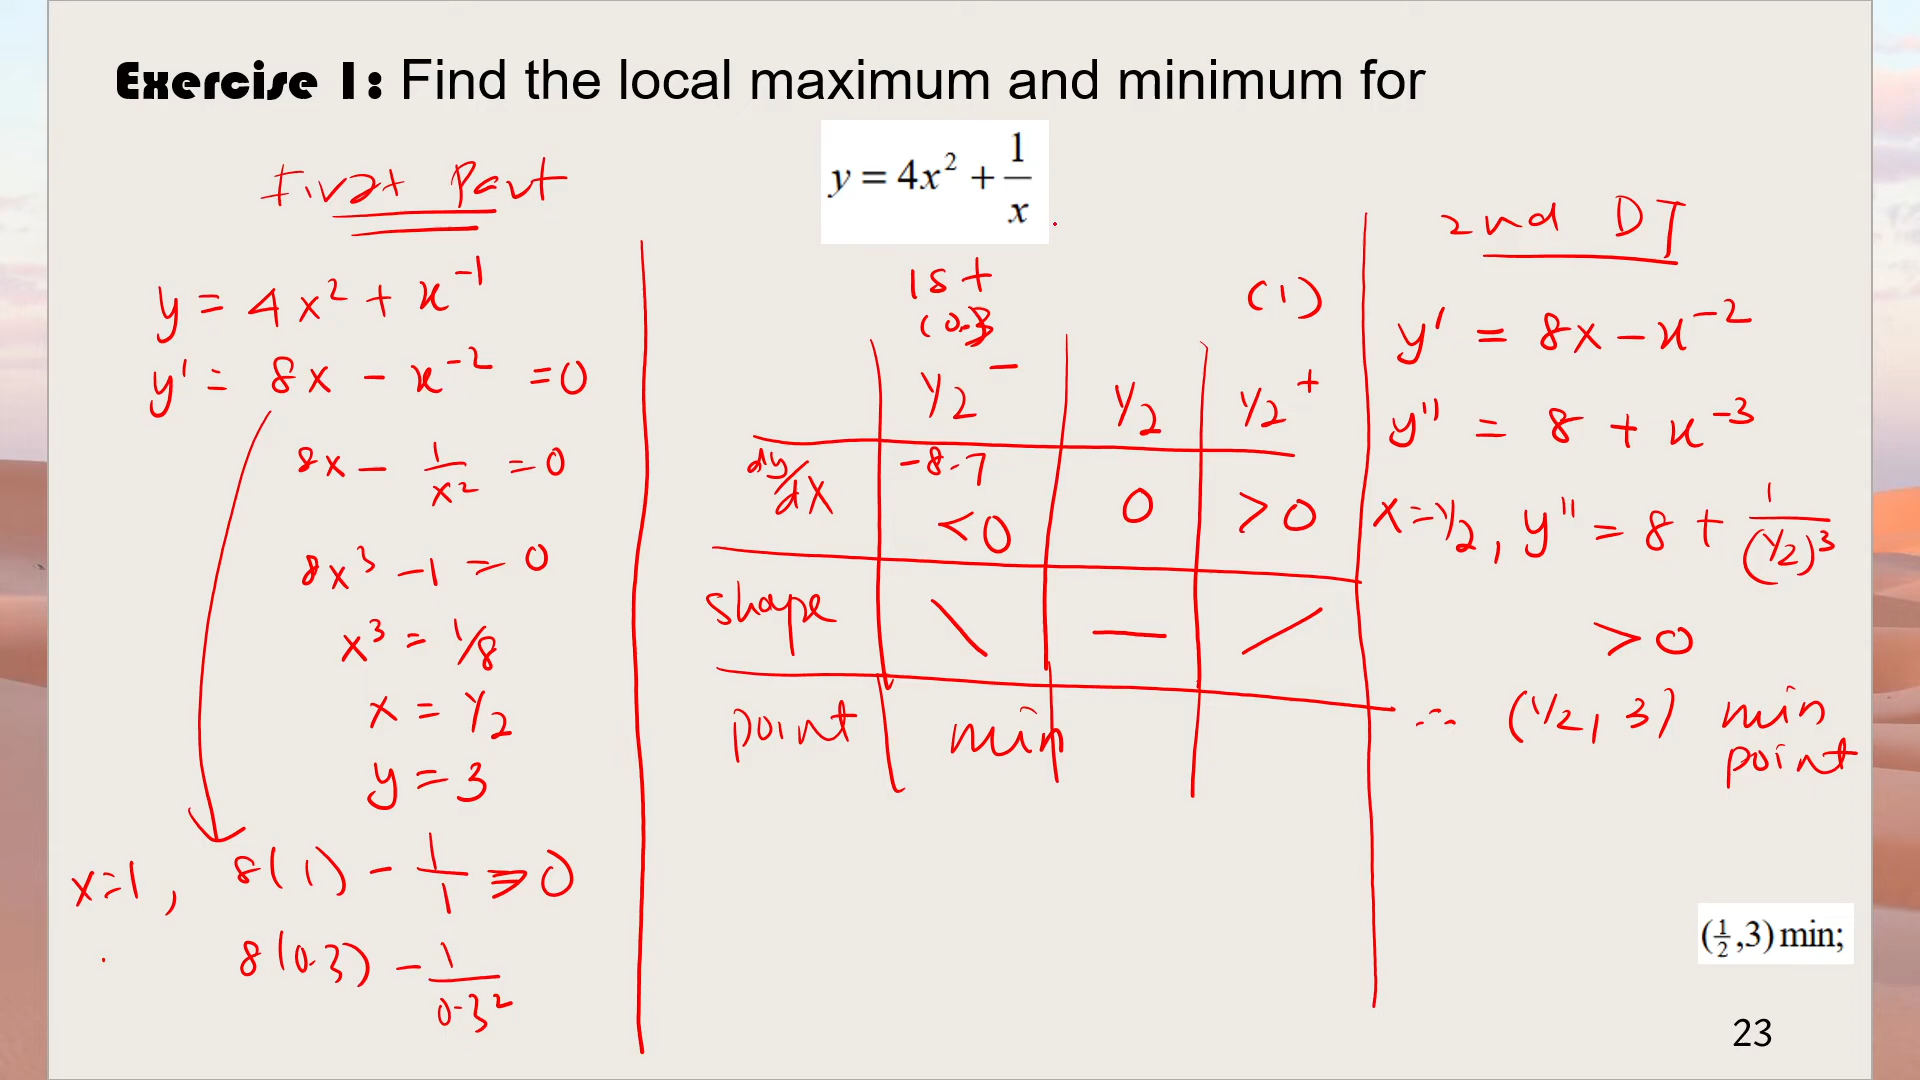 Exercise 1: Find the local maximum and minimum for
y = 4x² + 1/x
First Part
y = 4x² + x⁻¹
y' = 8x - x⁻² = 0
8x - 1/x² = 0
8x³ - 1 = 0
x³ = 1/8
x = 1/2
y = 3
x=1, 8(1) - 1/1 > 0
8(0.3) - 1/0.3²
1st
(0.3) (1)
1/2⁻ 1/2 1/2⁺
dy/dx -8.7 <0 0 >0
shape \ — /
point min
2nd DT
y' = 8x - x⁻²
y'' = 8 + x⁻³
x=1/2, y'' = 8 + 1/(1/2)³
>0
∴ (1/2, 3) min
point
(1/2,3) min;
23